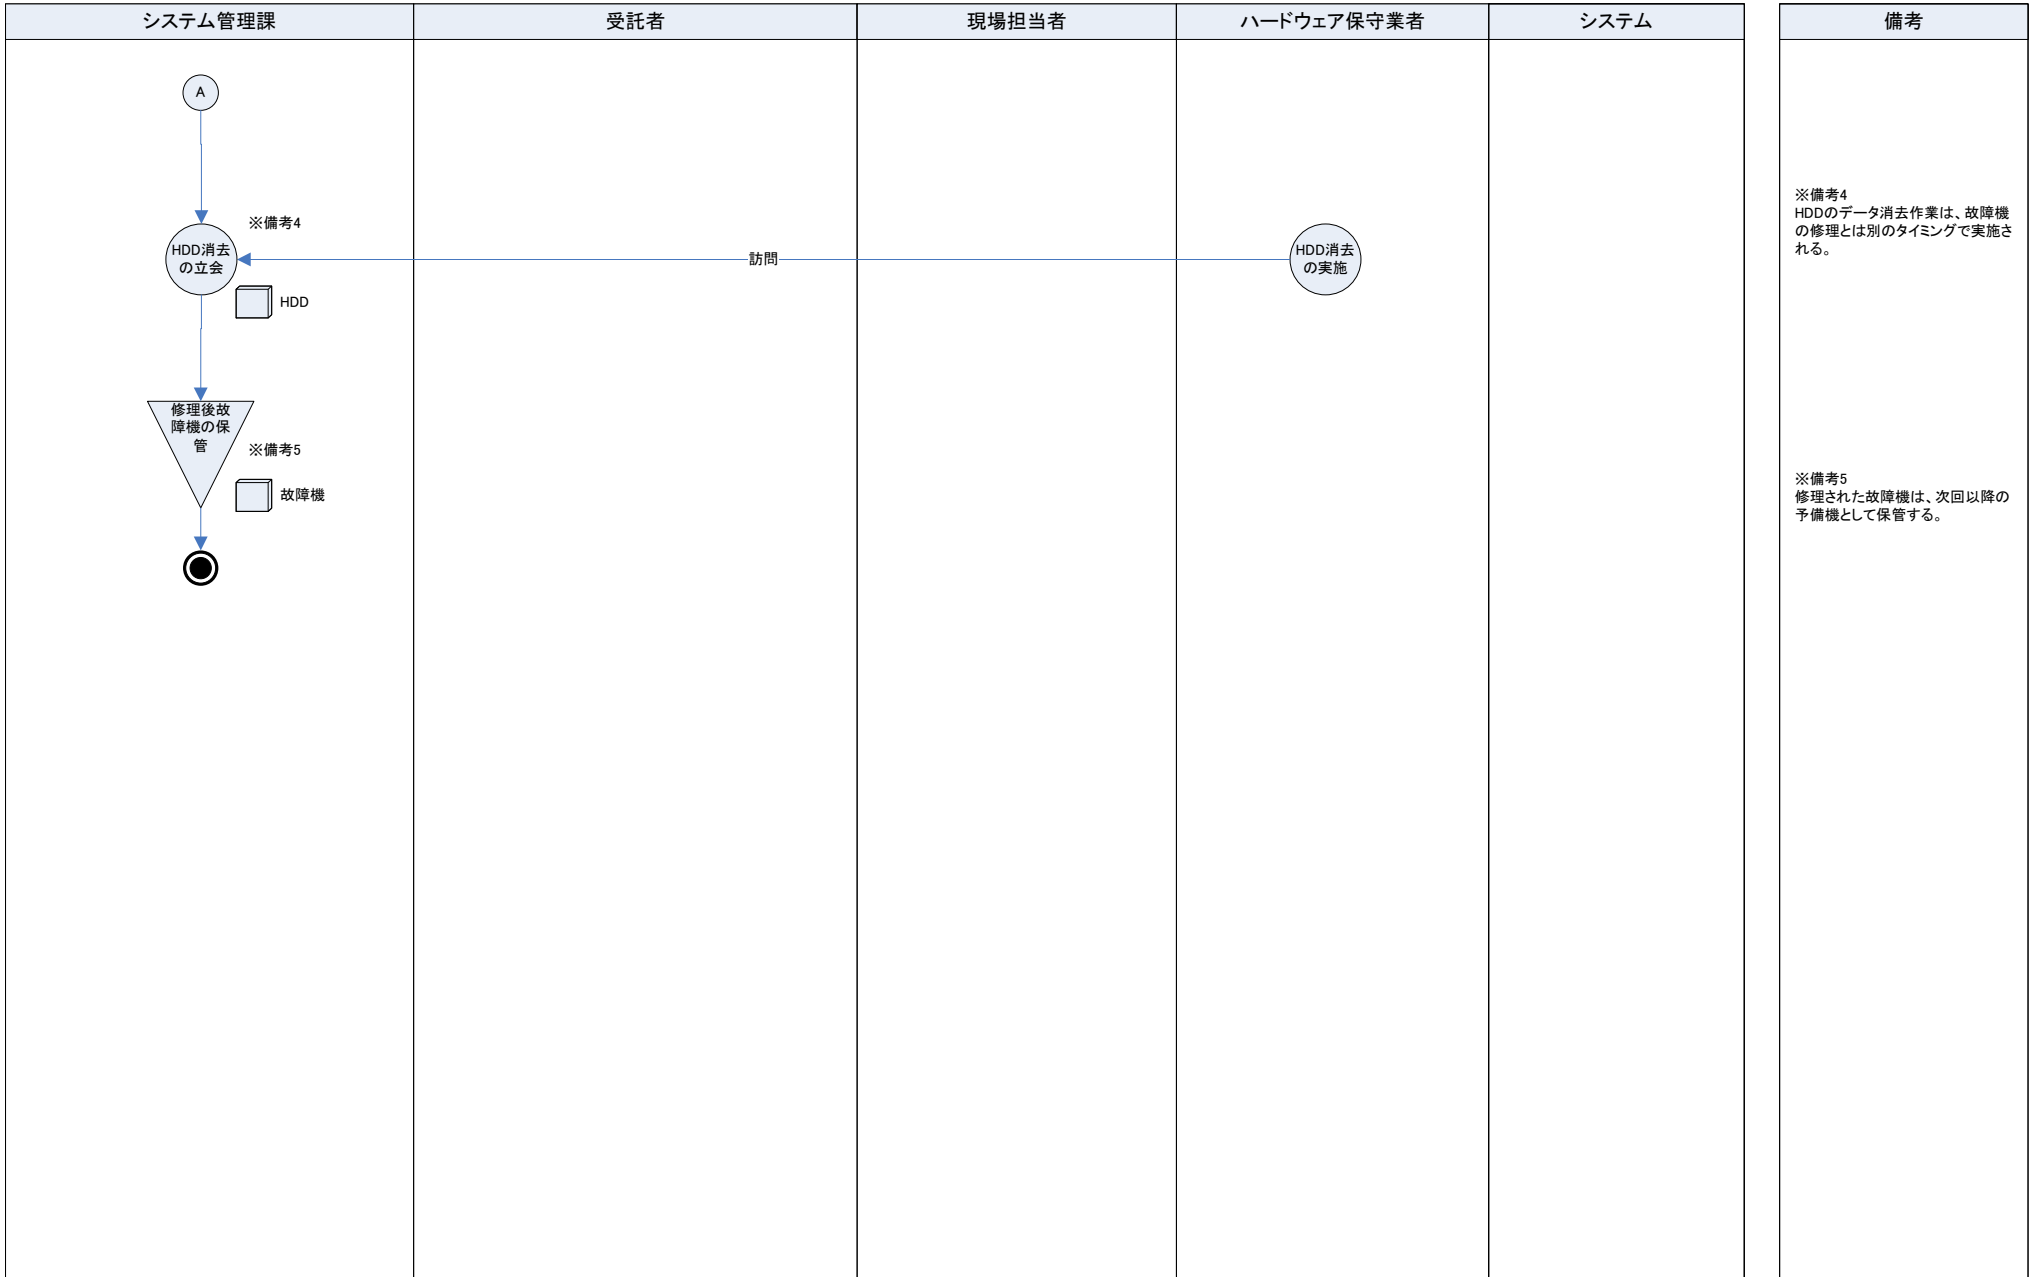 システム管理課
受託者
現場担当者
ハードウェア保守業者
システム
備考
A
※備考4
HDD消去
の立会
訪問
HDD消去
の実施
HDD
修理後故
障機の保
管
※備考5
故障機
※備考4
HDDのデータ消去作業は、故障機
の修理とは別のタイミングで実施さ
れる。
※備考5
修理された故障機は、次回以降の
予備機として保管する。